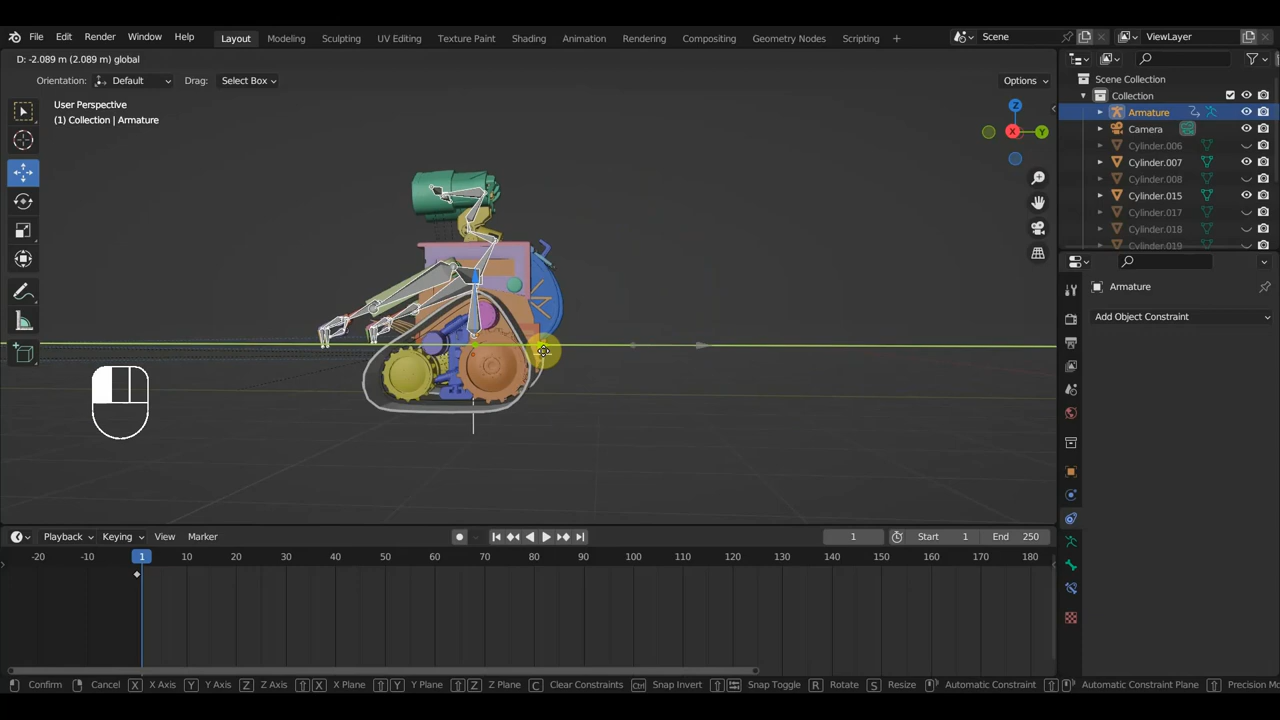 File Edit Render Window Help Layout Modeling Sculpting UV Editing Texture Paint Shading Animation Rendering Compositing Geometry Nodes Scripting + Scene ViewLayer
D: -2.089 m (2.089 m) global
Orientation: Default Drag: Select Box Options
User Perspective
(1) Collection | Armature
Z
X
Y
Scene Collection
Collection
Armature
Camera
Cylinder.006
Cylinder.007
Cylinder.008
Cylinder.015
Cylinder.017
Cylinder.018
Cylinder.019
Armature
Add Object Constraint
Playback Keying View Marker 1 Start 1 End 250
-20 -10 1 10 20 30 40 50 60 70 80 90 100 110 120 130 140 150 160 170 180
Confirm Cancel X X Axis Y Y Axis Z Z Axis X X Plane Y Y Plane Z Z Plane C Clear Constraints Ctrl Snap Invert Snap Toggle R Rotate S Resize Automatic Constraint Automatic Constraint Plane Precision Mo